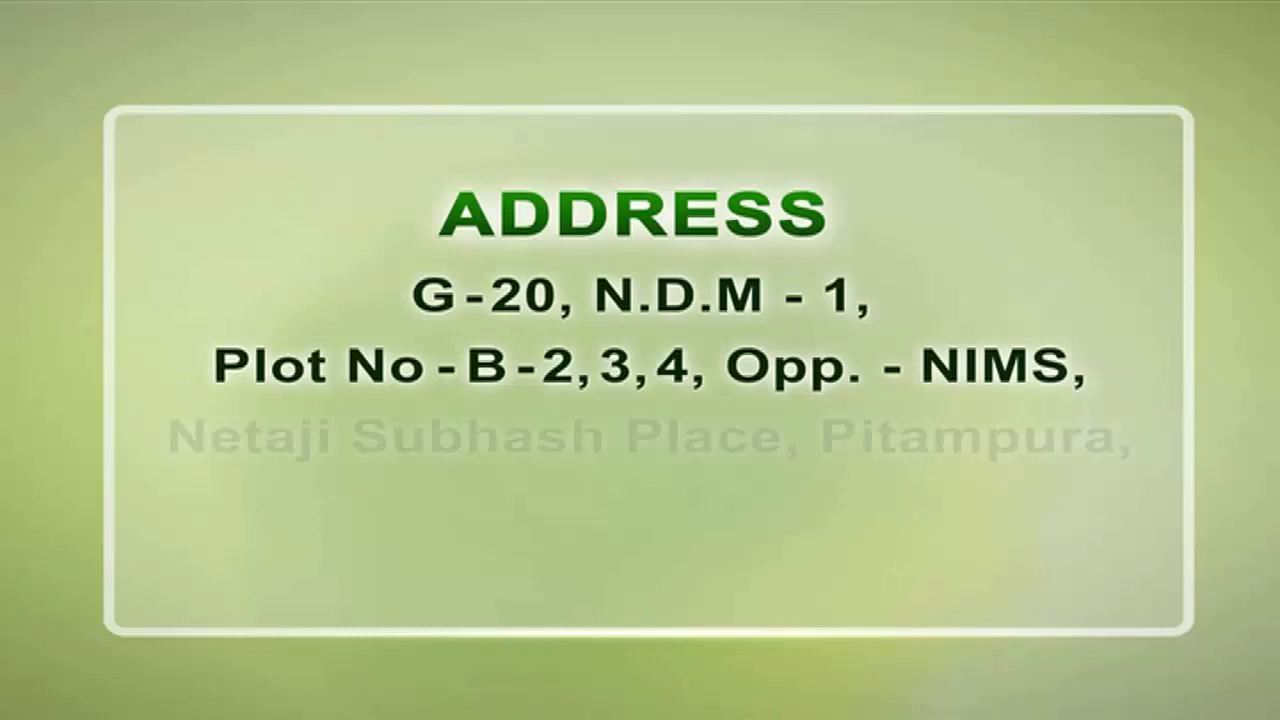 ADDRESS
G-20, N.D.M - 1,
Plot No-B-2,3,4, Opp. - NIMS,
Netaji Subhash Place, Pitampura,